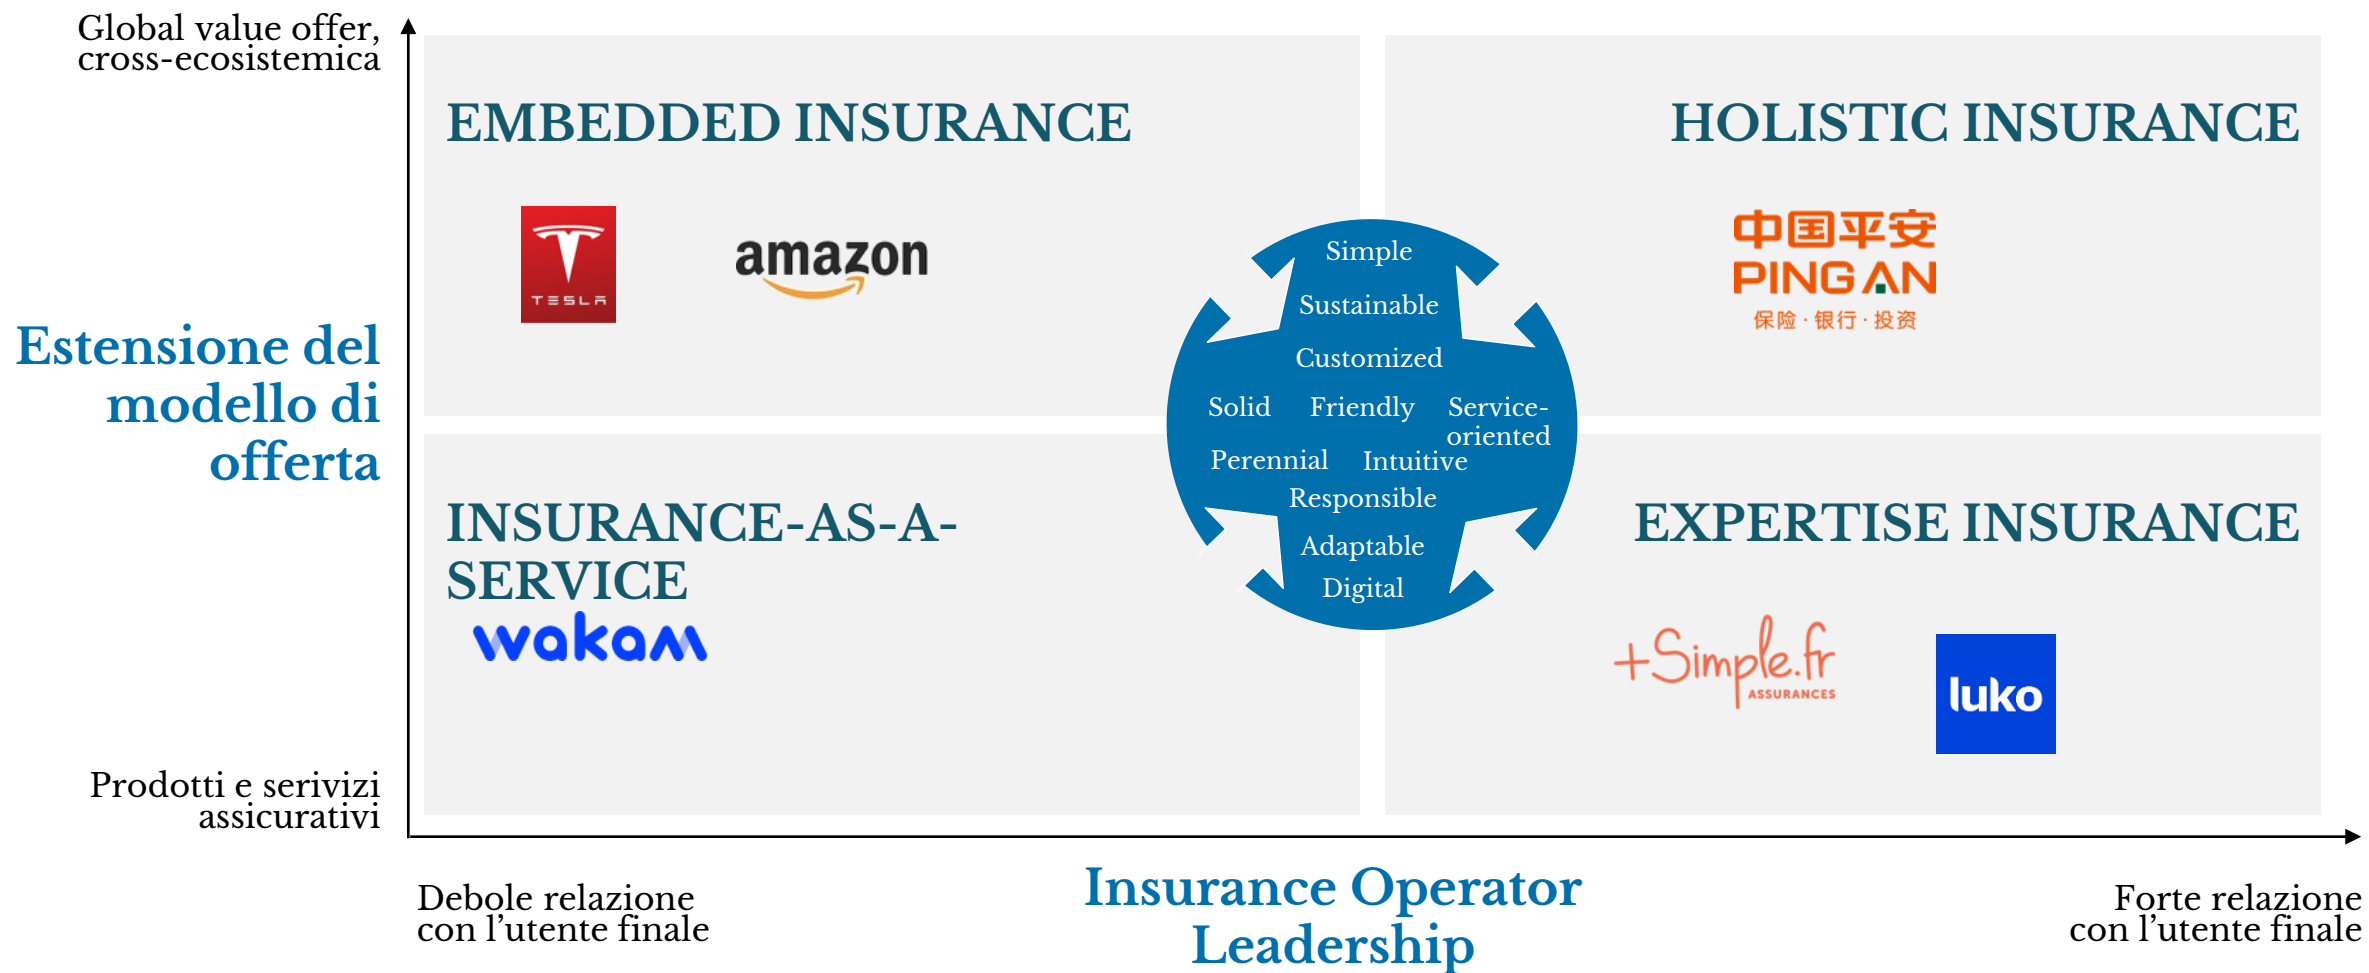 Global value offer,
cross-ecosistemica
EMBEDDED INSURANCE
HOLISTIC INSURANCE
TESLA
amazon
中国平安
PING AN
保险·银行·投资
Estensione del
modello di
offerta
Simple
Sustainable
Customized
Solid Friendly Service-
oriented
Perennial Intuitive
Responsible
Adaptable
Digital
INSURANCE-AS-A-
SERVICE
wakam
EXPERTISE INSURANCE
+Simple.fr
ASSURANCES
luko
Prodotti e serivizi
assicurativi
Debole relazione
con l’utente finale
Insurance Operator
Leadership
Forte relazione
con l’utente finale